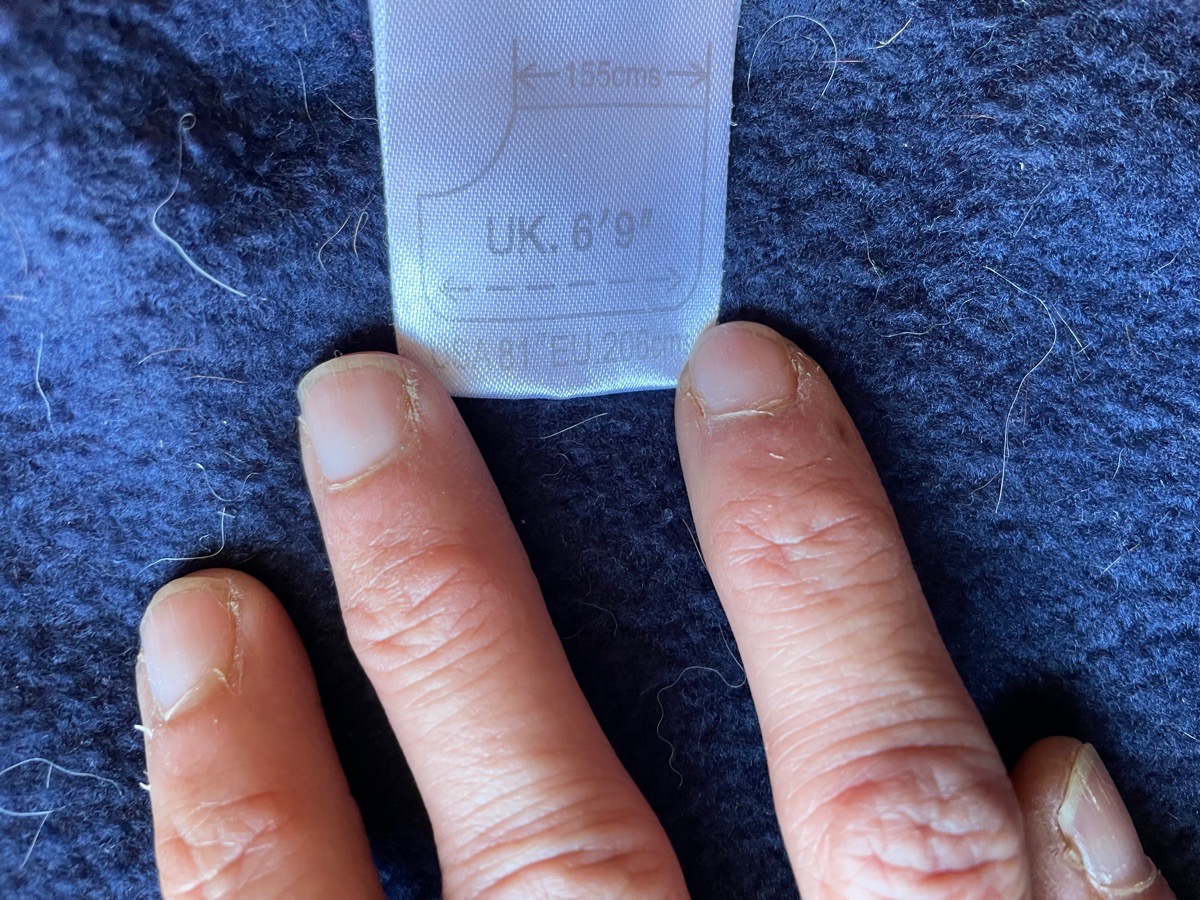 155cms
UK. 6'9"
81/EU 206cm